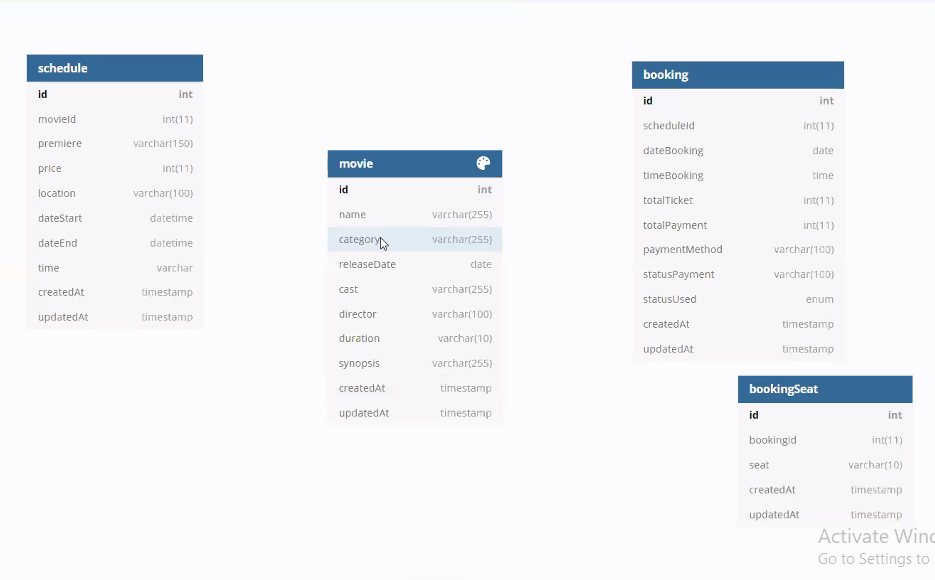 schedule
id int
movieId int(11)
premiere varchar(150)
price int(11)
location varchar(100)
dateStart datetime
dateEnd datetime
time varchar
createdAt timestamp
updatedAt timestamp
movie
id int
name varchar(255)
category varchar(255)
releaseDate date
cast varchar(255)
director varchar(100)
duration varchar(10)
synopsis varchar(255)
createdAt timestamp
updatedAt timestamp
booking
id int
scheduleId int(11)
dateBooking date
timeBooking time
totalTicket int(11)
totalPayment int(11)
paymentMethod varchar(100)
statusPayment varchar(100)
statusUsed enum
createdAt timestamp
updatedAt timestamp
bookingSeat
id int
bookingId int(11)
seat varchar(10)
createdAt timestamp
updatedAt timestamp
Activate Wind
Go to Settings to